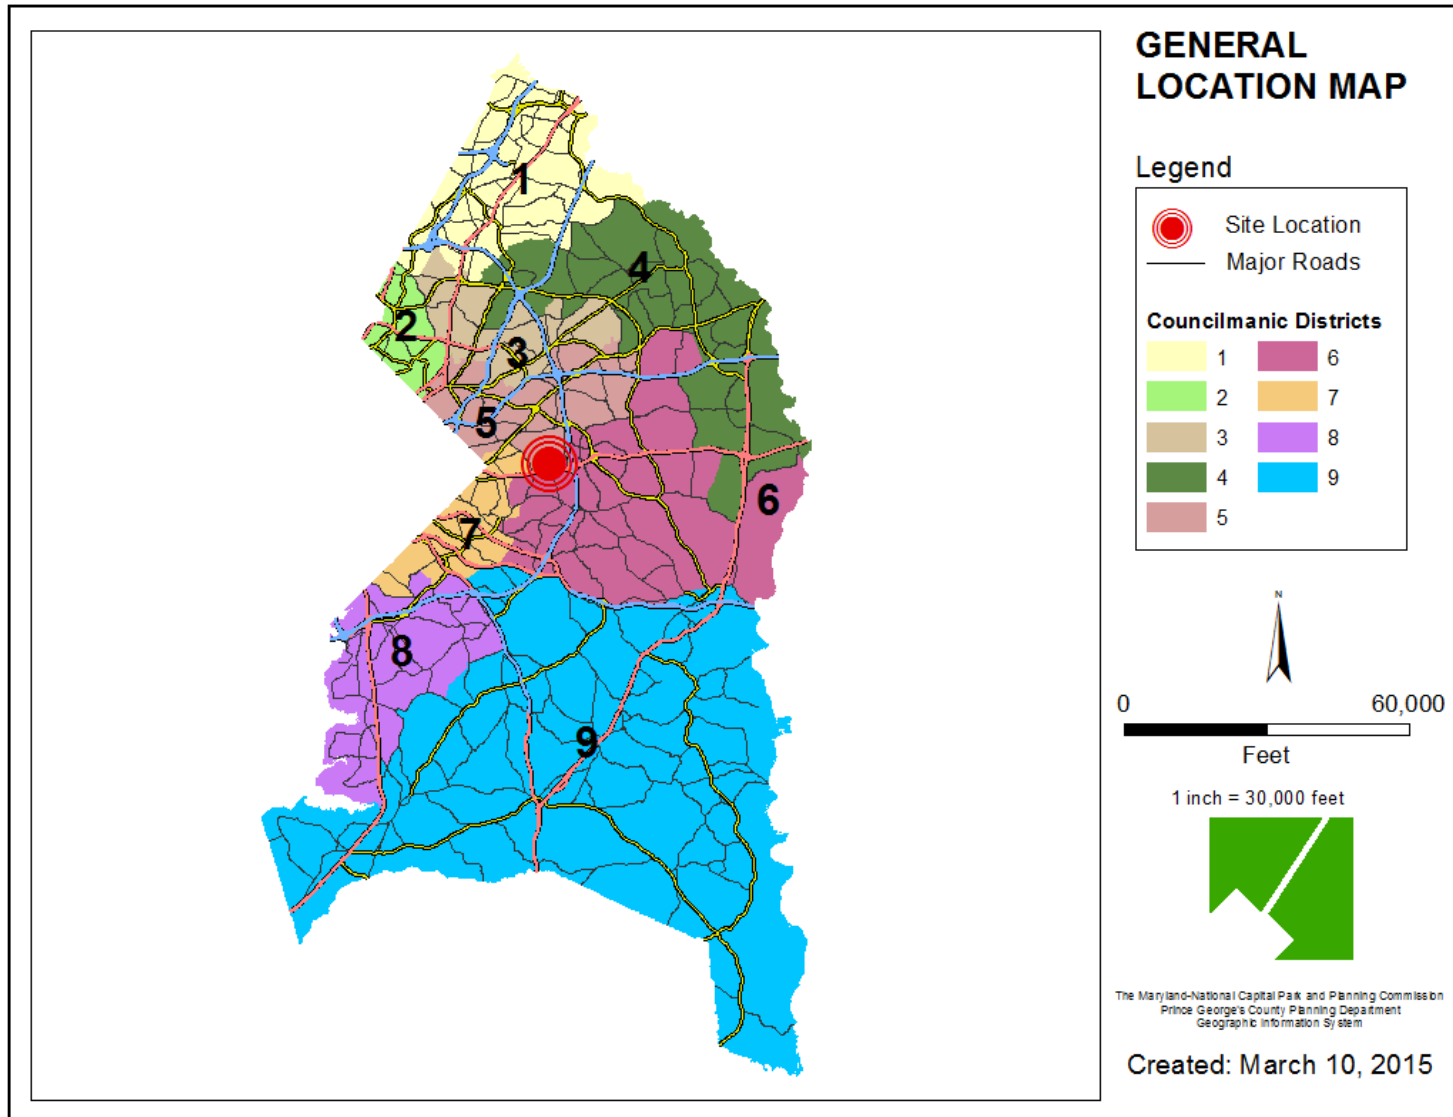 GENERAL
LOCATION MAP
Legend
Site Location
Major Roads
Councilmanic Districts
1 6
2 7
3 8
4 9
5
N
0 60,000
Feet
1 inch = 30,000 feet
The Maryland-National Capital Park and Planning Commission
Prince George's County Planning Department
Geographic Information System
Created: March 10, 2015
1
4
2
3
5
6
7
8
9